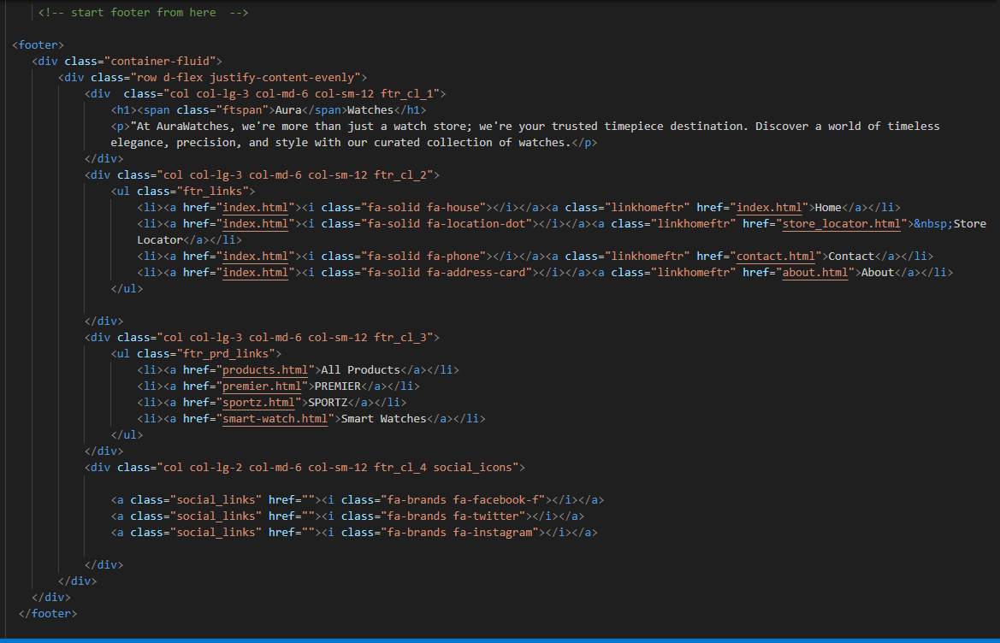 <!-- start footer from here  -->
<footer>
<div class="container-fluid">
<div class="row d-flex justify-content-evenly">
<div  class="col col-lg-3 col-md-6 col-sm-12 ftr_cl_1">
<h1><span class="ftspan">Aura</span>Watches</h1>
<p>"At AuraWatches, we're more than just a watch store; we're your trusted timepiece destination. Discover a world of timeless
elegance, precision, and style with our curated collection of watches.</p>
</div>
<div class="col col-lg-3 col-md-6 col-sm-12 ftr_cl_2">
<ul class="ftr_links">
<li><a href="index.html"><i class="fa-solid fa-house"></i></a><a class="linkhomeftr" href="index.html">Home</a></li>
<li><a href="index.html"><i class="fa-solid fa-location-dot"></i></a><a class="linkhomeftr" href="store_locator.html">&nbsp;Store
Locator</a></li>
<li><a href="index.html"><i class="fa-solid fa-phone"></i></a><a class="linkhomeftr" href="contact.html">Contact</a></li>
<li><a href="index.html"><i class="fa-solid fa-address-card"></i></a><a class="linkhomeftr" href="about.html">About</a></li>
</ul>
</div>
<div class="col col-lg-3 col-md-6 col-sm-12 ftr_cl_3">
<ul class="ftr_prd_links">
<li><a href="products.html">All Products</a></li>
<li><a href="premier.html">PREMIER</a></li>
<li><a href="sportz.html">SPORTZ</a></li>
<li><a href="smart-watch.html">Smart Watches</a></li>
</ul>
</div>
<div class="col col-lg-2 col-md-6 col-sm-12 ftr_cl_4 social_icons">
<a class="social_links" href=""><i class="fa-brands fa-facebook-f"></i></a>
<a class="social_links" href=""><i class="fa-brands fa-twitter"></i></a>
<a class="social_links" href=""><i class="fa-brands fa-instagram"></i></a>
</div>
</div>
</div>
</footer>